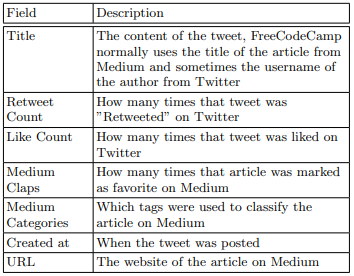 Field Description
Title The content of the tweet, FreeCodeCamp
normally uses the title of the article from
Medium and sometimes the username of
the author from Twitter
Retweet How many times that tweet was
Count "Retweeted" on Twitter
Like Count How many times that tweet was liked on
Twitter
Medium How many times that article was marked
Claps as favorite on Medium
Medium Which tags were used to classify the
Categories article on Medium
Created at When the tweet was posted
URL The website of the article on Medium